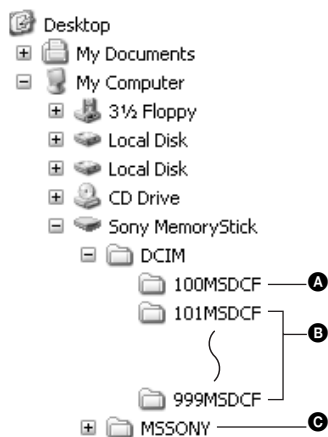 Desktop
My Documents
My Computer
3½ Floppy
Local Disk
Local Disk
CD Drive
Sony MemoryStick
DCIM
100MSDCF A
101MSDCF
B
999MSDCF
MSSONY C